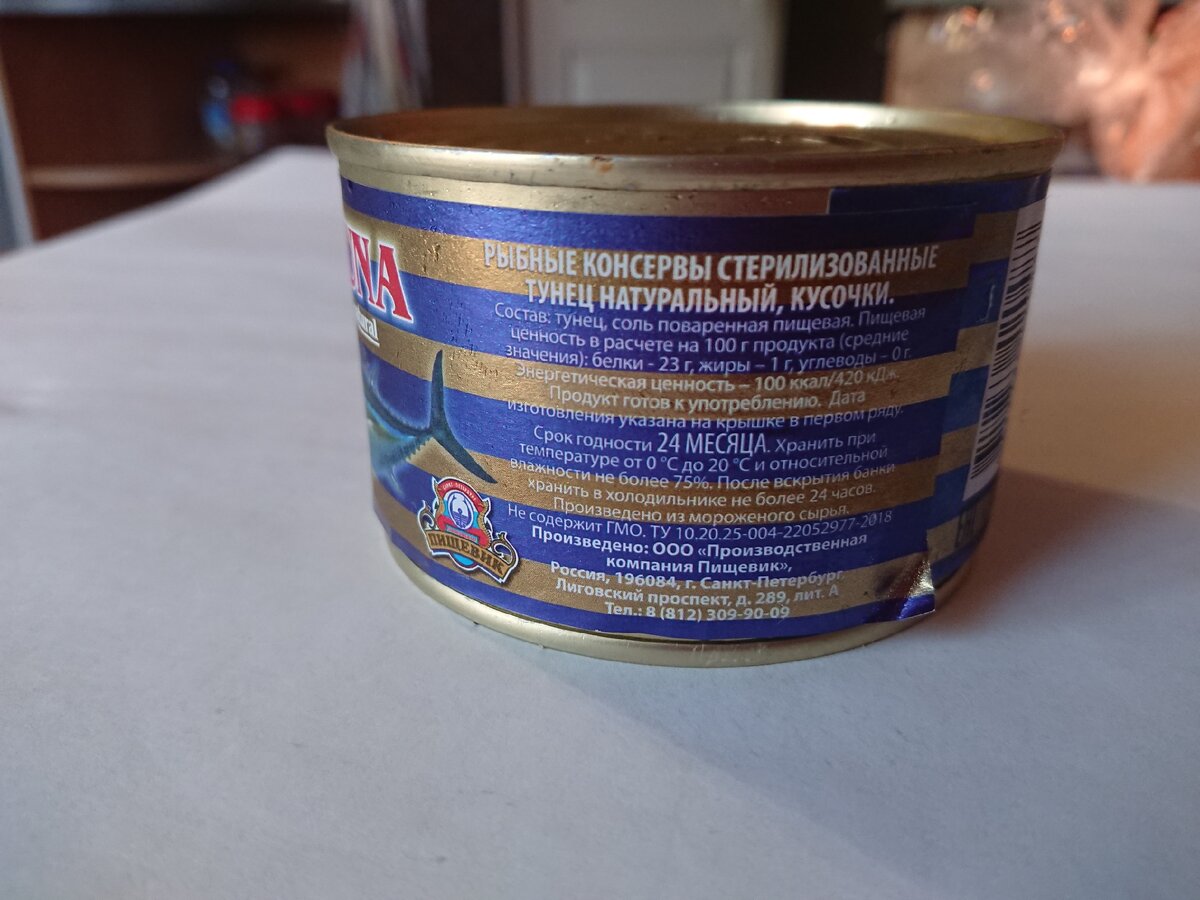 UNA
ural
РЫБНЫЕ КОНСЕРВЫ СТЕРИЛИЗОВАННЫЕ
ТУНЕЦ НАТУРАЛЬНЫЙ, КУСОЧКИ.
Состав: тунец, соль поваренная пищевая. Пищевая
ценность в расчете на 100 г продукта (средние
значения): белки - 23 г, жиры – 1 г, углеводы – 0 г.
Энергетическая ценность – 100 ккал/420 кДж.
Продукт готов к употреблению. Дата
изготовления указана на крышке в первом ряду.
Срок годности 24 МЕСЯЦА. Хранить при
температуре от 0 °С до 20 °С и относительной
влажности не более 75%. После вскрытия банки
хранить в холодильнике не более 24 часов.
Произведено из мороженого сырья.
Не содержит ГМО. ТУ 10.20.25-004-22052977-2018
Произведено: ООО «Производственная
компания Пищевик»,
Россия, 196084, г. Санкт-Петербург
Лиговский проспект, д. 289, лит. А
Тел.: 8 (812) 309-90-09
ПИЩЕВИК